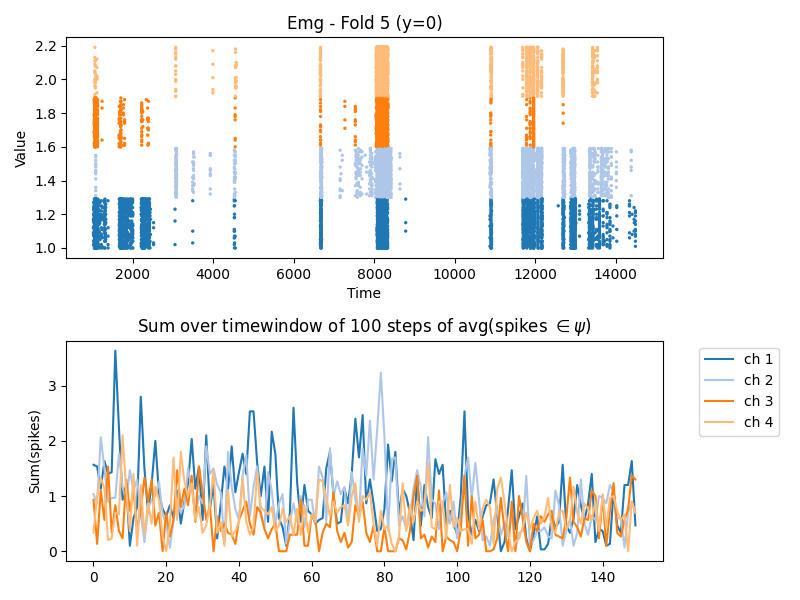 Emg - Fold 5 (y=0)
Value
2.2
2.0
1.8
1.6
1.4
1.2
1.0
2000 4000 6000 8000 10000 12000 14000
Time
Sum over timewindow of 100 steps of avg(spikes ∈ ψ)
Sum(spikes)
3
2
1
0
0 20 40 60 80 100 120 140
ch 1
ch 2
ch 3
ch 4